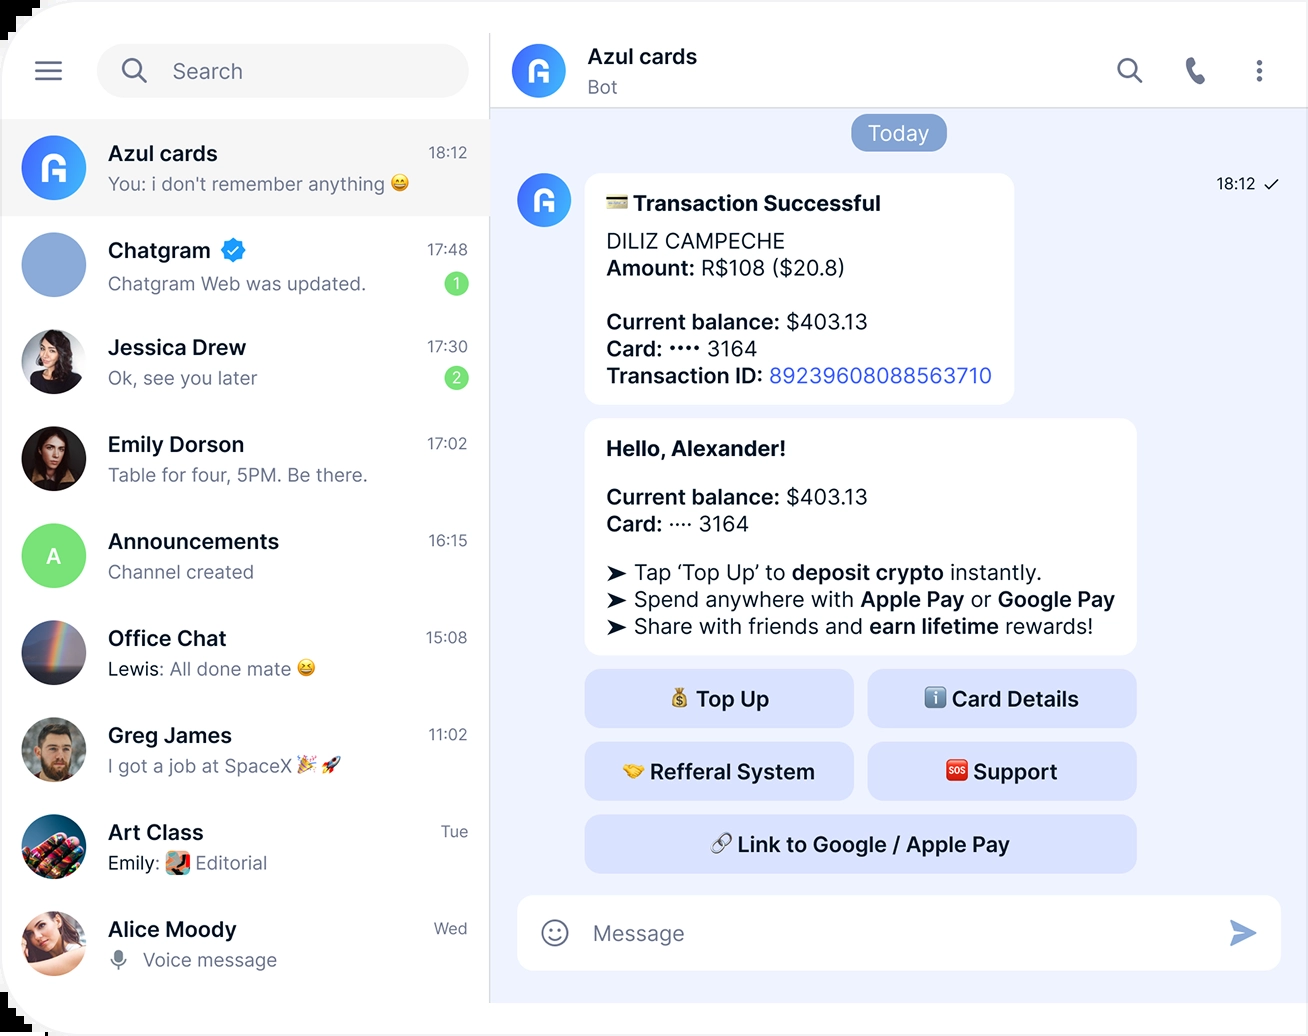 Search
Azul cards
18:12
You: i don't remember anything 😄
Chatgram
17:48
Chatgram Web was updated.
1
Jessica Drew
17:30
Ok, see you later
2
Emily Dorson
17:02
Table for four, 5PM. Be there.
A
Announcements
16:15
Channel created
Office Chat
15:08
Lewis: All done mate 😆
Greg James
11:02
I got a job at SpaceX 🎉 🚀
Art Class
Tue
Emily: Editorial
Alice Moody
Wed
Voice message
Azul cards
Bot
Today
18:12
💳 Transaction Successful
DILIZ CAMPECHE
Amount: R$108 ($20.8)
Current balance: $403.13
Card: •••• 3164
Transaction ID: 89239608088563710
Hello, Alexander!
Current balance: $403.13
Card: ···· 3164
➤ Tap ‘Top Up’ to deposit crypto instantly.
➤ Spend anywhere with Apple Pay or Google Pay
➤ Share with friends and earn lifetime rewards!
💰 Top Up
ℹ️ Card Details
🤝 Refferal System
🆘 Support
🔗 Link to Google / Apple Pay
Message